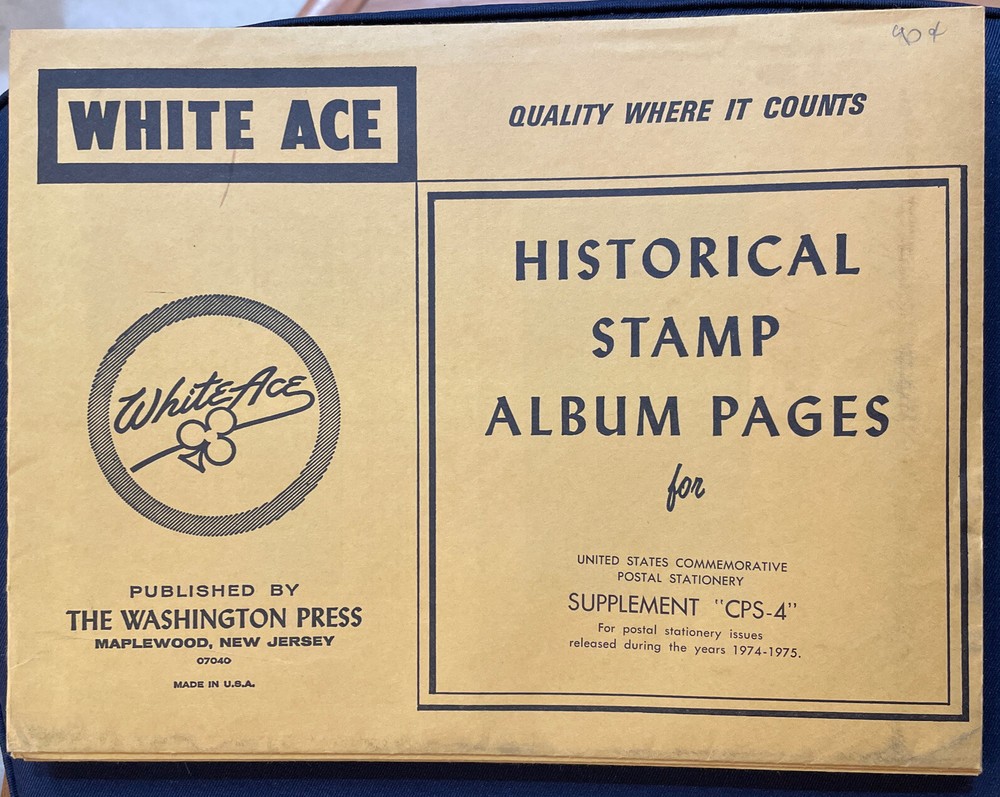 90¢
WHITE ACE
QUALITY WHERE IT COUNTS
White Ace
PUBLISHED BY
THE WASHINGTON PRESS
MAPLEWOOD, NEW JERSEY
07040
MADE IN U.S.A.
HISTORICAL
STAMP
ALBUM PAGES
for
UNITED STATES COMMEMORATIVE
POSTAL STATIONERY
SUPPLEMENT "CPS-4"
For postal stationery issues
released during the years 1974-1975.